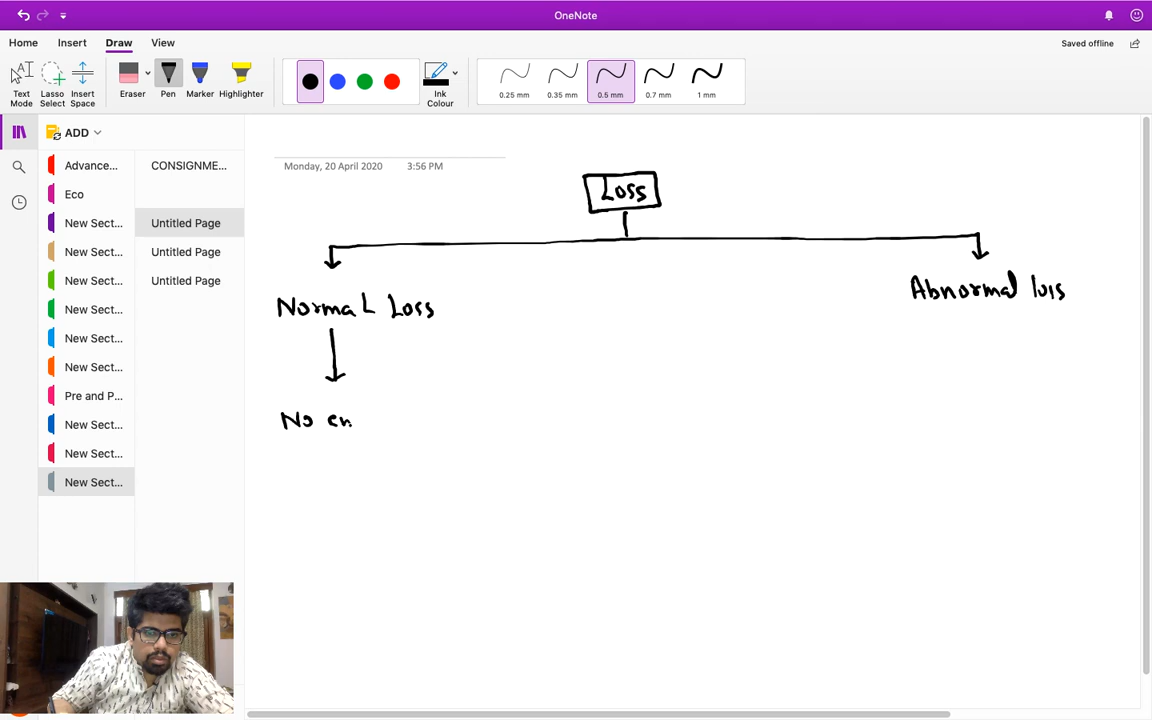 OneNote
Home Insert Draw View
Saved offline
Text Mode
Lasso Select
Insert Space
Eraser
Pen
Marker
Highlighter
Ink Colour
0.25 mm
0.35 mm
0.5 mm
0.7 mm
1 mm
ADD
Advance...
Eco
New Sect...
New Sect...
New Sect...
New Sect...
New Sect...
New Sect...
Pre and P...
New Sect...
New Sect...
New Sect...
CONSIGNME...
Untitled Page
Untitled Page
Untitled Page
Monday, 20 April 2020 3:56 PM
Loss
Normal Loss
Abnormal loss
No en